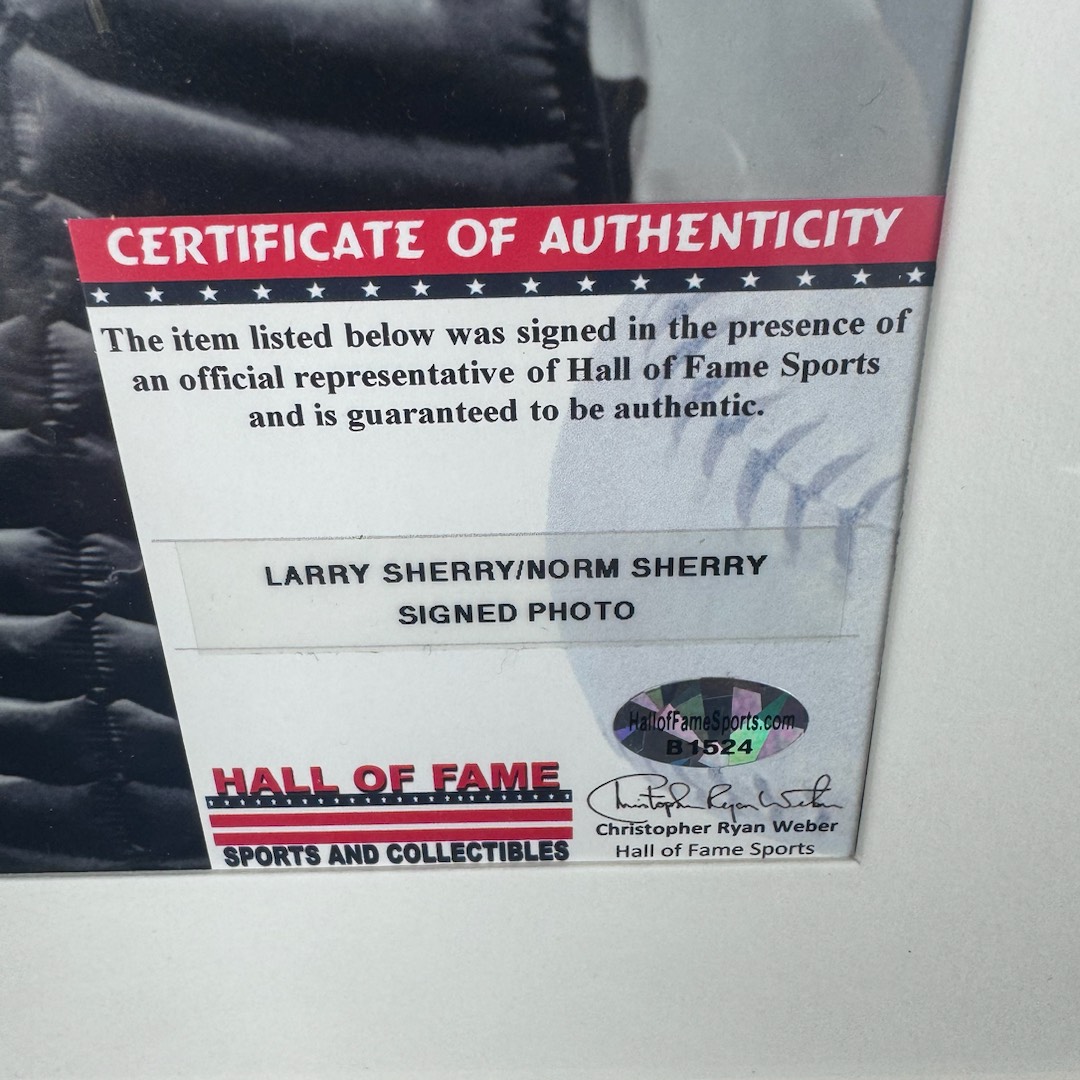 CERTIFICATE OF AUTHENTICITY
The item listed below was signed in the presence of
an official representative of Hall of Fame Sports
and is guaranteed to be authentic.
LARRY SHERRY/NORM SHERRY
SIGNED PHOTO
HallofFameSports.com
B1524
HALL OF FAME
SPORTS AND COLLECTIBLES
Christopher Ryan Weber
Christopher Ryan Weber
Hall of Fame Sports